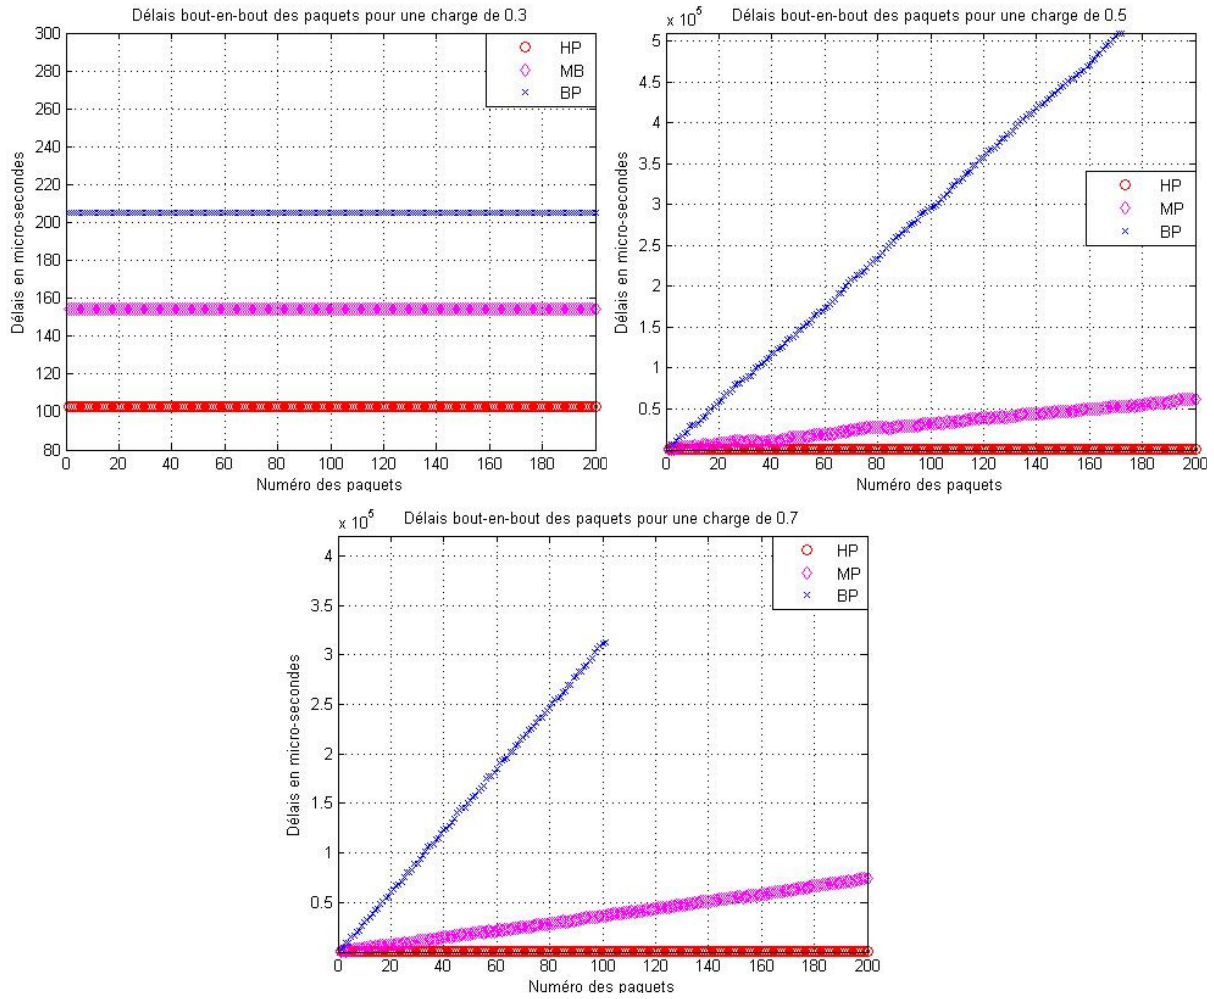 Délais bout-en-bout des paquets pour une charge de 0.3
300
280
260
240
220
200
180
160
140
120
100
80
Délais en micro-secondes
HP
MB
BP
0 20 40 60 80 100 120 140 160 180 200
Numéro des paquets
Délais bout-en-bout des paquets pour une charge de 0.5
x 10^5
5
4.5
4
3.5
3
2.5
2
1.5
1
0.5
Délais en micro-secondes
HP
MP
BP
0 20 40 60 80 100 120 140 160 180 200
Numéro des paquets
Délais bout-en-bout des paquets pour une charge de 0.7
x 10^5
4
3.5
3
2.5
2
1.5
1
0.5
Délais en micro-secondes
HP
MP
BP
0 20 40 60 80 100 120 140 160 180 200
Numéro des paquets